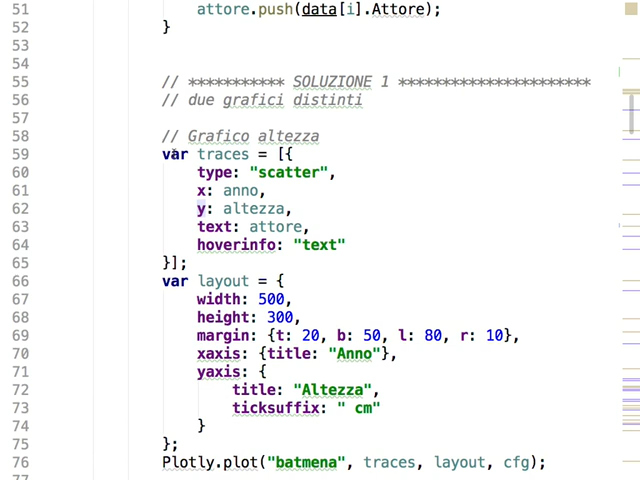 51 attore.push(data[i].Attore);
52 }
53
54
55 // *********** SOLUZIONE 1 **********************
56 // due grafici distinti
57
58 // Grafico altezza
59 var traces = [{
60 type: "scatter",
61 x: anno,
62 y: altezza,
63 text: attore,
64 hoverinfo: "text"
65 }];
66 var layout = {
67 width: 500,
68 height: 300,
69 margin: {t: 20, b: 50, l: 80, r: 10},
70 xaxis: {title: "Anno"},
71 yaxis: {
72 title: "Altezza",
73 ticksuffix: " cm"
74 }
75 };
76 Plotly.plot("batmena", traces, layout, cfg);
77